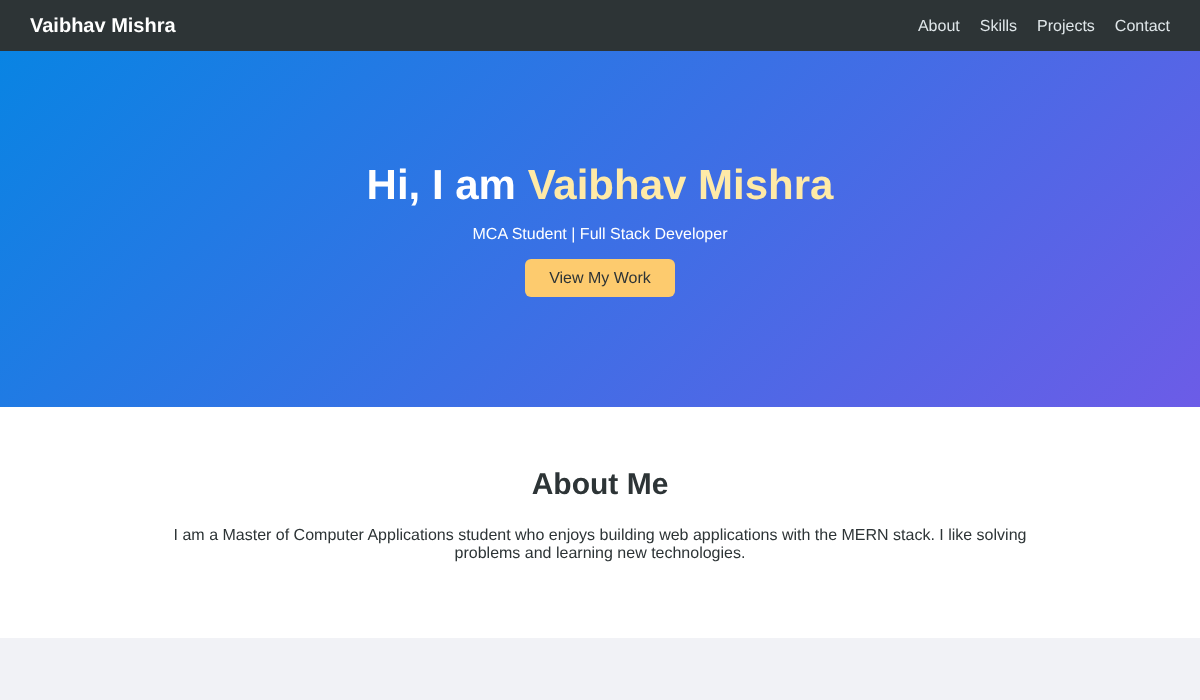 Vaibhav Mishra
About Skills Projects Contact
Hi, I am Vaibhav Mishra
MCA Student | Full Stack Developer
View My Work
About Me
I am a Master of Computer Applications student who enjoys building web applications with the MERN stack. I like solving
problems and learning new technologies.